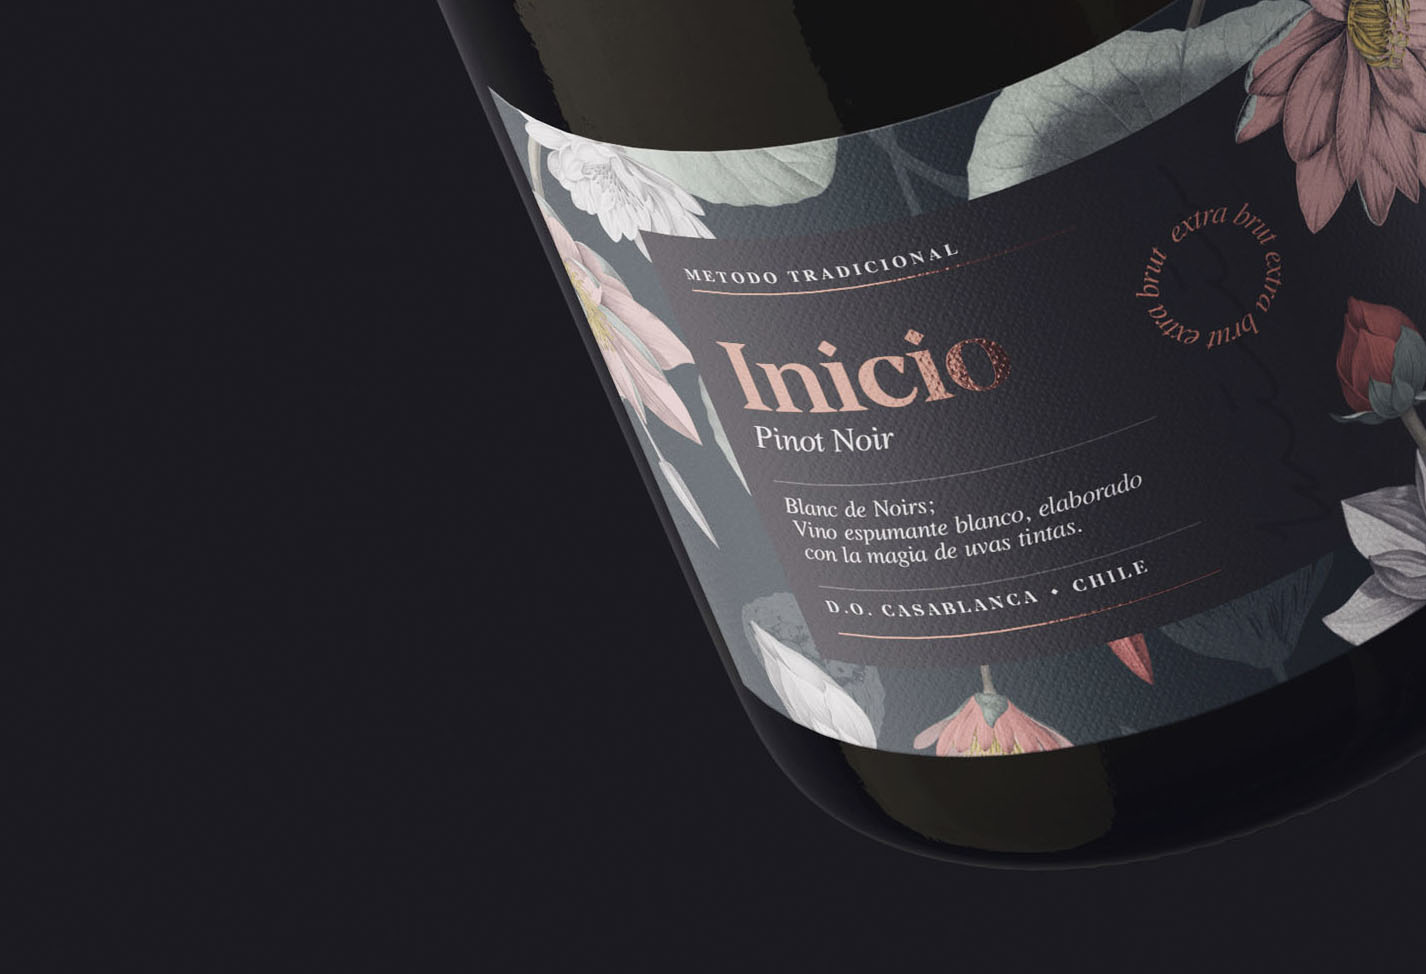 METODO TRADICIONAL
extra brut extra brut extra brut
Inicio
Pinot Noir
Blanc de Noirs;
Vino espumante blanco, elaborado
con la magia de uvas tintas.
D.O. CASABLANCA • CHILE